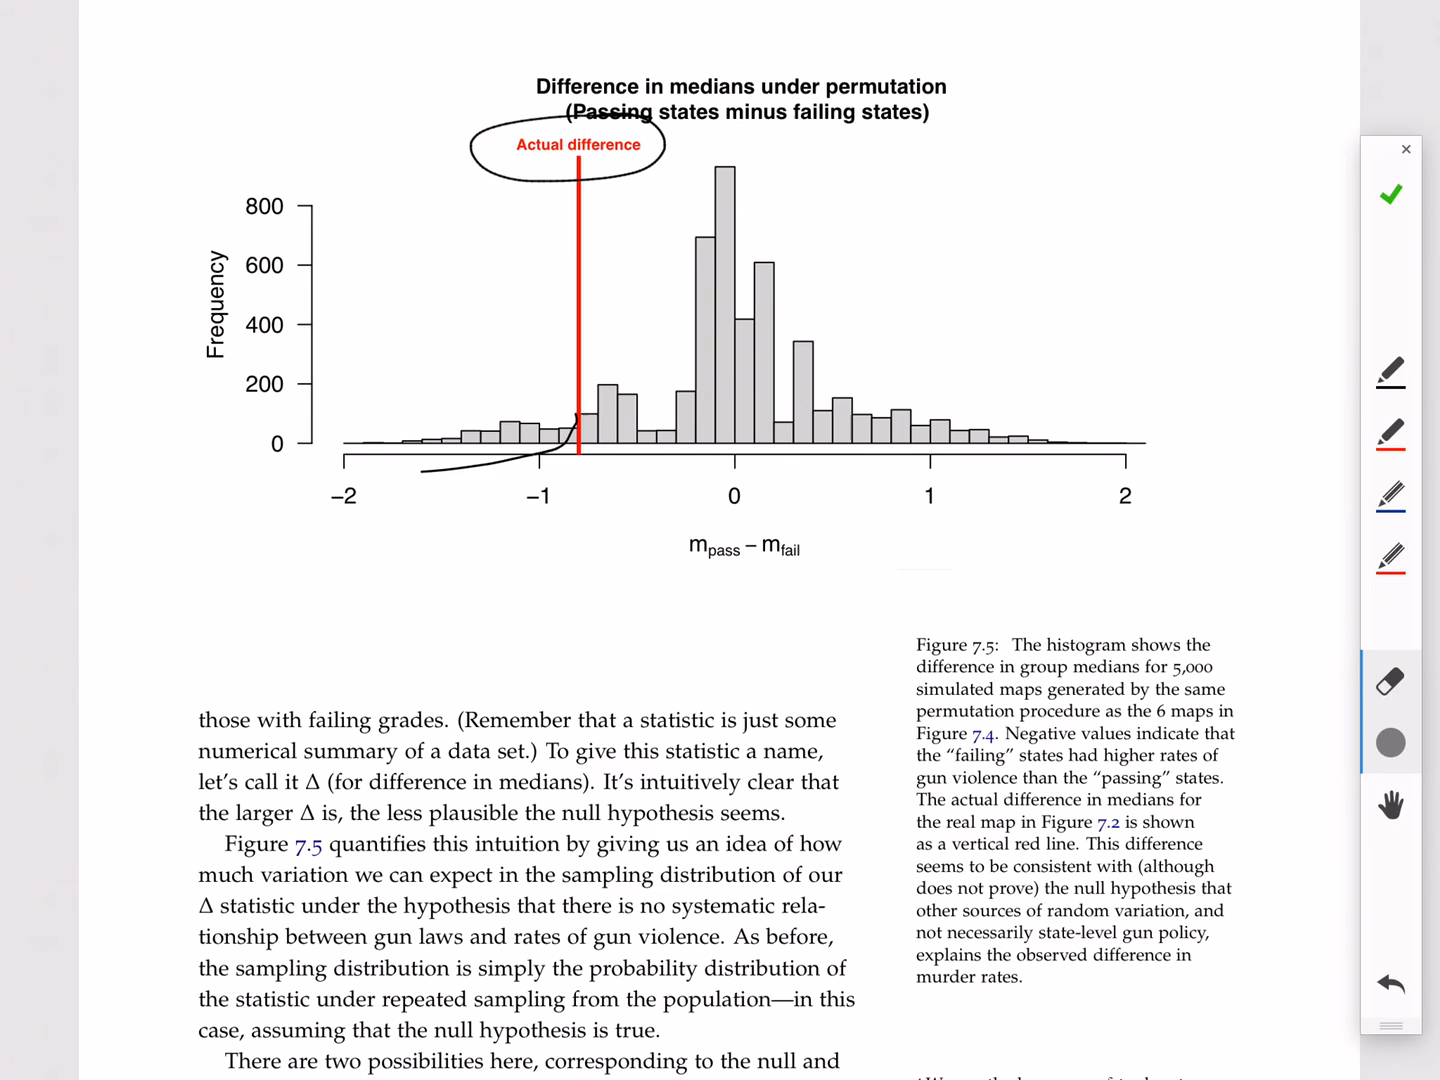 Difference in medians under permutation
(Passing states minus failing states)
Actual difference
800
600
400
200
0
Frequency
−2 −1 0 1 2
mpass − mfail
those with failing grades. (Remember that a statistic is just some
numerical summary of a data set.) To give this statistic a name,
let's call it Δ (for difference in medians). It's intuitively clear that
the larger Δ is, the less plausible the null hypothesis seems.
Figure 7.5 quantifies this intuition by giving us an idea of how
much variation we can expect in the sampling distribution of our
Δ statistic under the hypothesis that there is no systematic rela-
tionship between gun laws and rates of gun violence. As before,
the sampling distribution is simply the probability distribution of
the statistic under repeated sampling from the population—in this
case, assuming that the null hypothesis is true.
There are two possibilities here, corresponding to the null and
Figure 7.5: The histogram shows the
difference in group medians for 5,000
simulated maps generated by the same
permutation procedure as the 6 maps in
Figure 7.4. Negative values indicate that
the “failing” states had higher rates of
gun violence than the “passing” states.
The actual difference in medians for
the real map in Figure 7.2 is shown
as a vertical red line. This difference
seems to be consistent with (although
does not prove) the null hypothesis that
other sources of random variation, and
not necessarily state-level gun policy,
explains the observed difference in
murder rates.